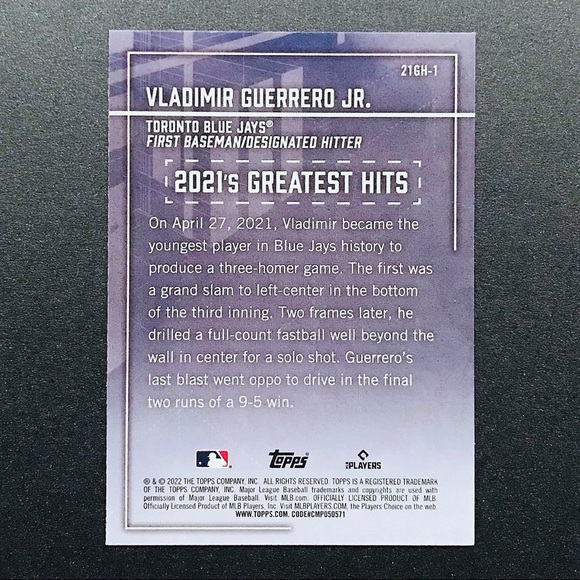 21GH-1
VLADIMIR GUERRERO JR.
TORONTO BLUE JAYS®
FIRST BASEMAN/DESIGNATED HITTER
2021's GREATEST HITS
On April 27, 2021, Vladimir became the
youngest player in Blue Jays history to
produce a three-homer game. The first was
a grand slam to left-center in the bottom
of the third inning. Two frames later, he
drilled a full-count fastball well beyond the
wall in center for a solo shot. Guerrero's
last blast went oppo to drive in the final
two runs of a 9-5 win.
Topps
PLAYERS
® & © 2022 THE TOPPS COMPANY, INC. ALL RIGHTS RESERVED. TOPPS IS A REGISTERED TRADEMARK
OF THE TOPPS COMPANY, INC. Major League Baseball trademarks and copyrights are used with
permission of Major League Baseball. Visit MLB.com. OFFICIALLY LICENSED PRODUCT OF MLB
Officially Licensed Product of MLB Players, Inc. Visit MLBPLAYERS.COM, the Players Choice on the web.
WWW.TOPPS.COM. CODE#CMP050571